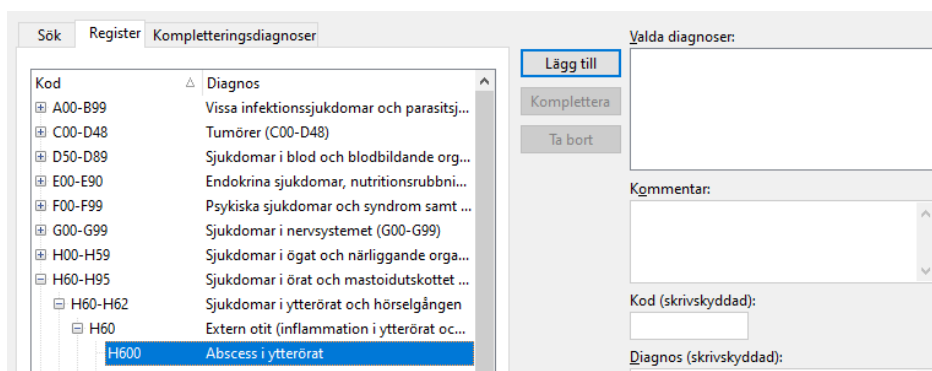 Sök Register Kompletteringsdiagnoser
Kod Diagnos
A00-B99 Vissa infektionssjukdomar och parasitsj...
C00-D48 Tumörer (C00-D48)
D50-D89 Sjukdomar i blod och blodbildande org...
E00-E90 Endokrina sjukdomar, nutritionsrubbni...
F00-F99 Psykiska sjukdomar och syndrom samt ...
G00-G99 Sjukdomar i nervsystemet (G00-G99)
H00-H59 Sjukdomar i ögat och närliggande orga...
H60-H95 Sjukdomar i örat och mastoidutskottet ...
H60-H62 Sjukdomar i ytterörat och hörselgången
H60 Extern otit (inflammation i ytterörat oc...
H600 Abscess i ytterörat
Lägg till
Komplettera
Ta bort
Valda diagnoser:
Kommentar:
Kod (skrivskyddad):
Diagnos (skrivskyddad):